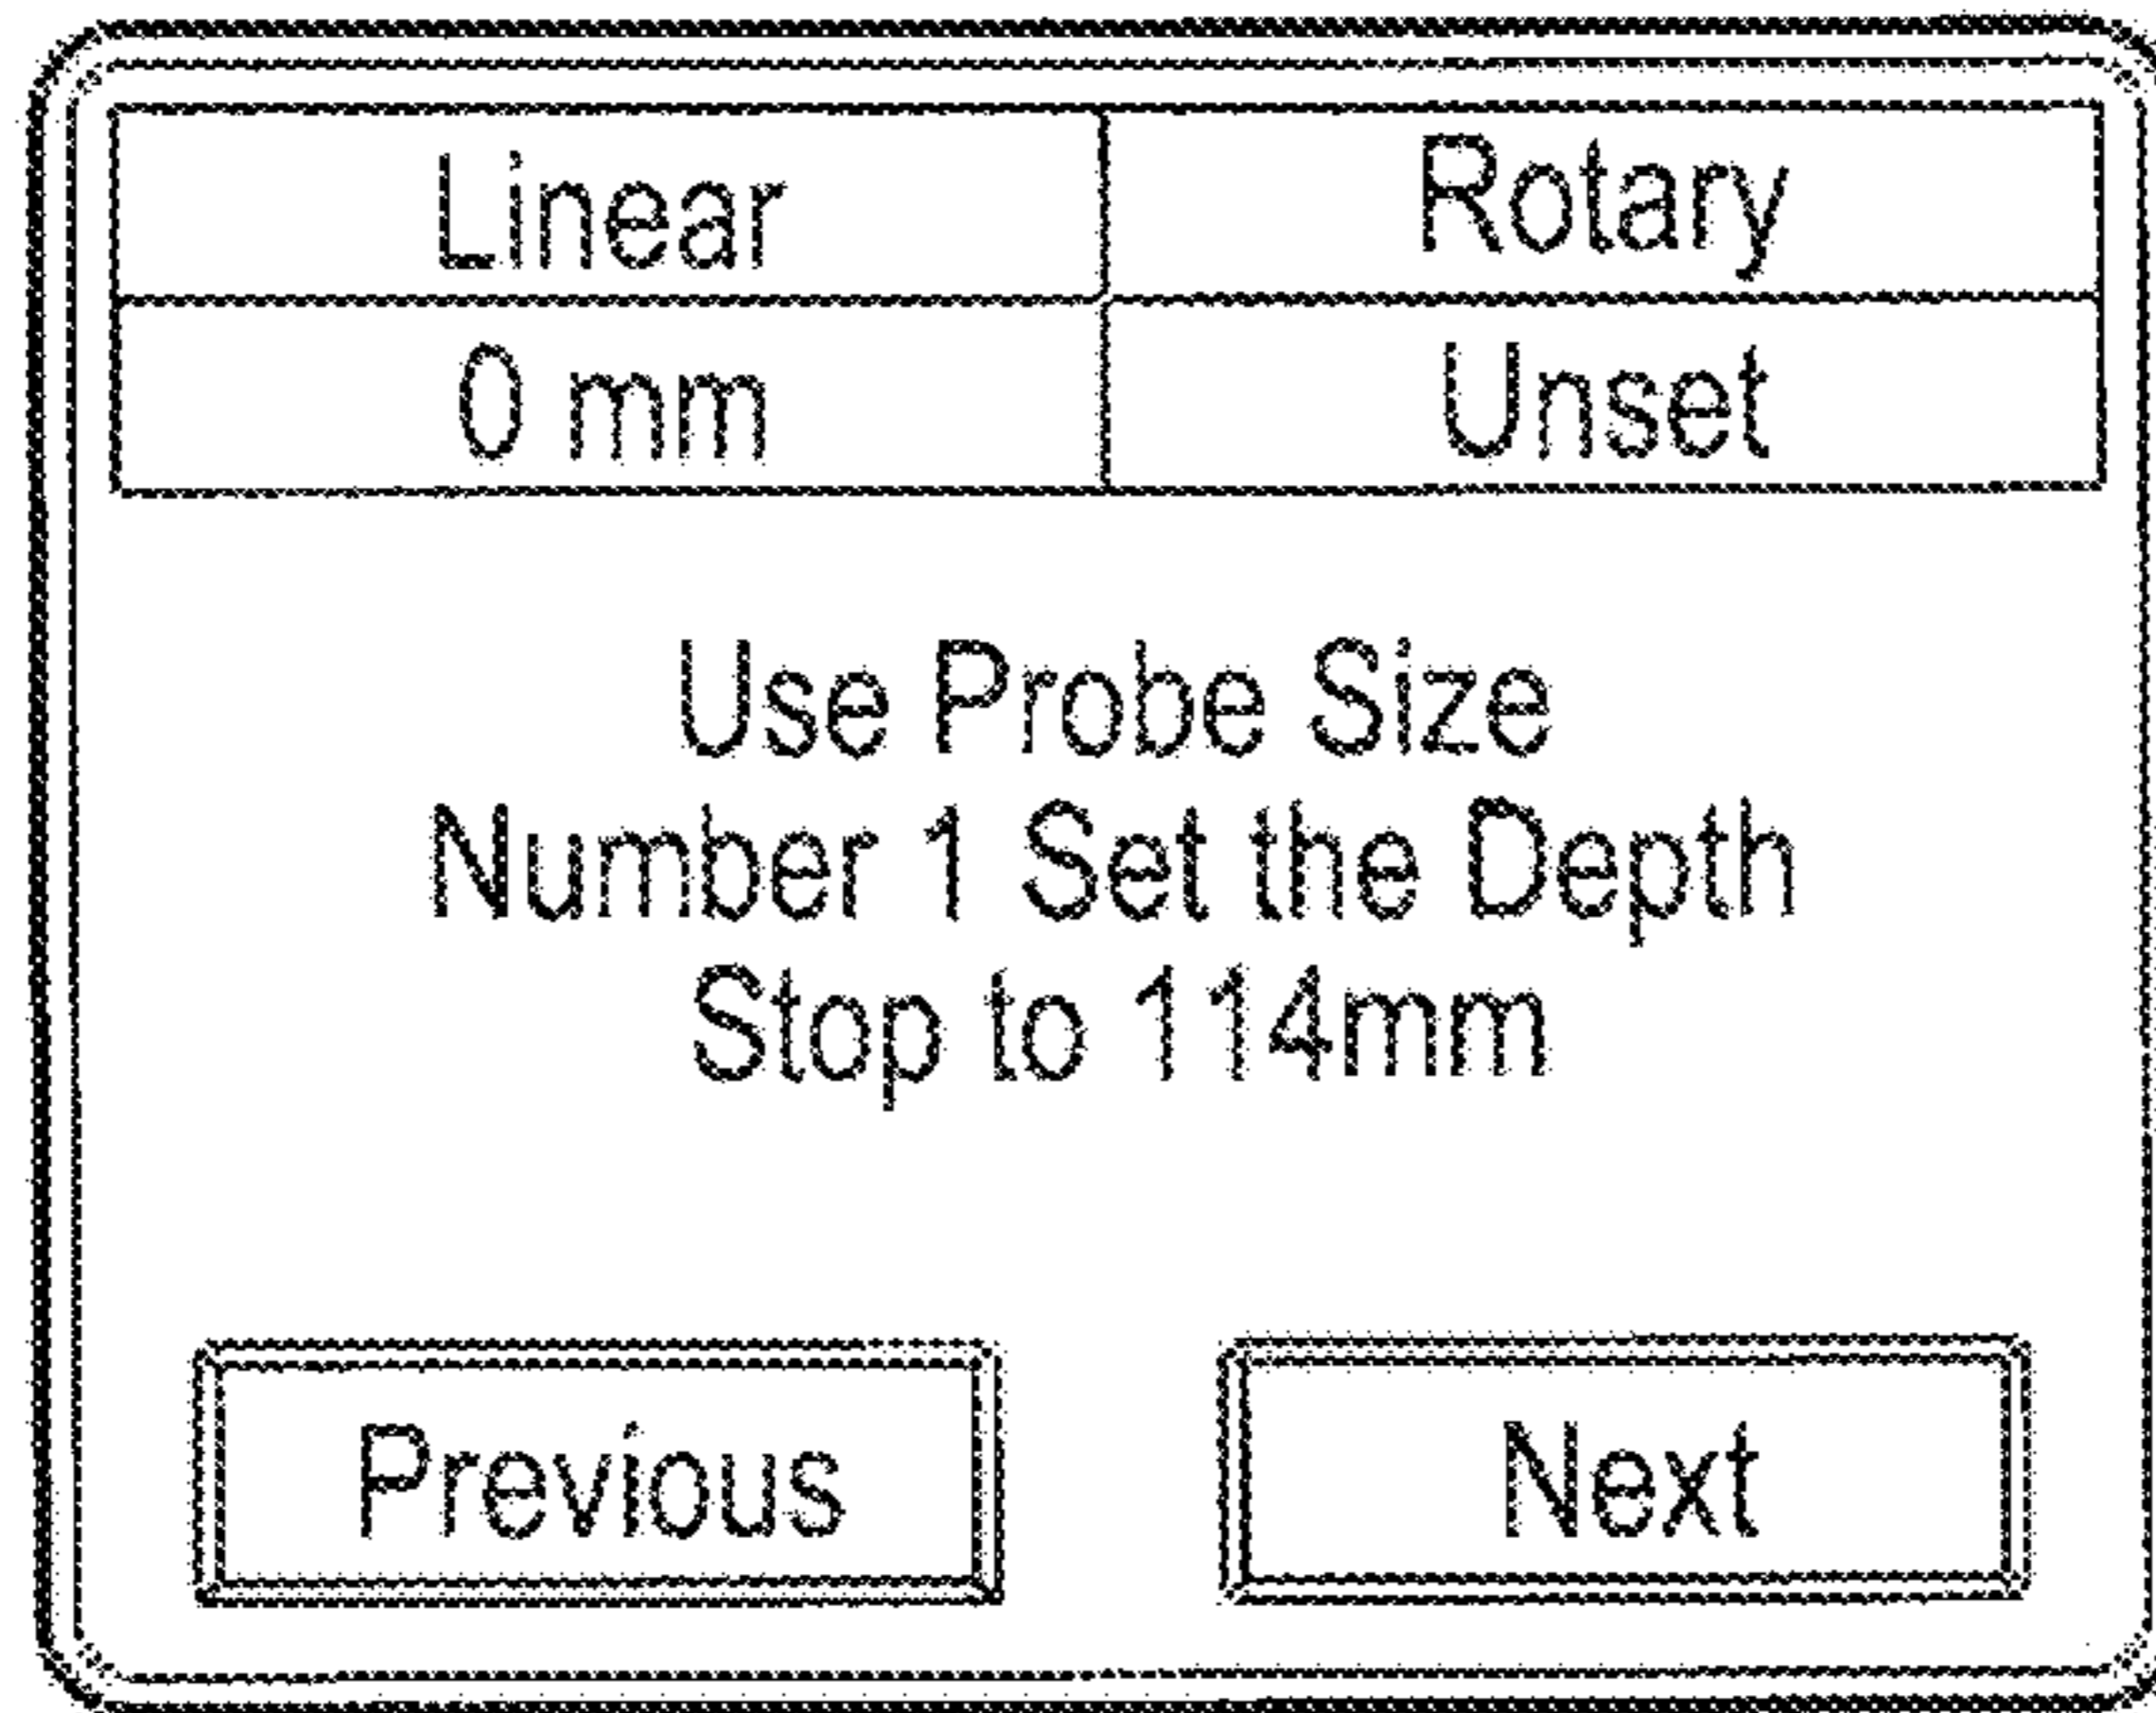 Linear Rotary
0 mm Unset
Use Probe Size
Number 1 Set the Depth
Stop to 114mm
Previous Next